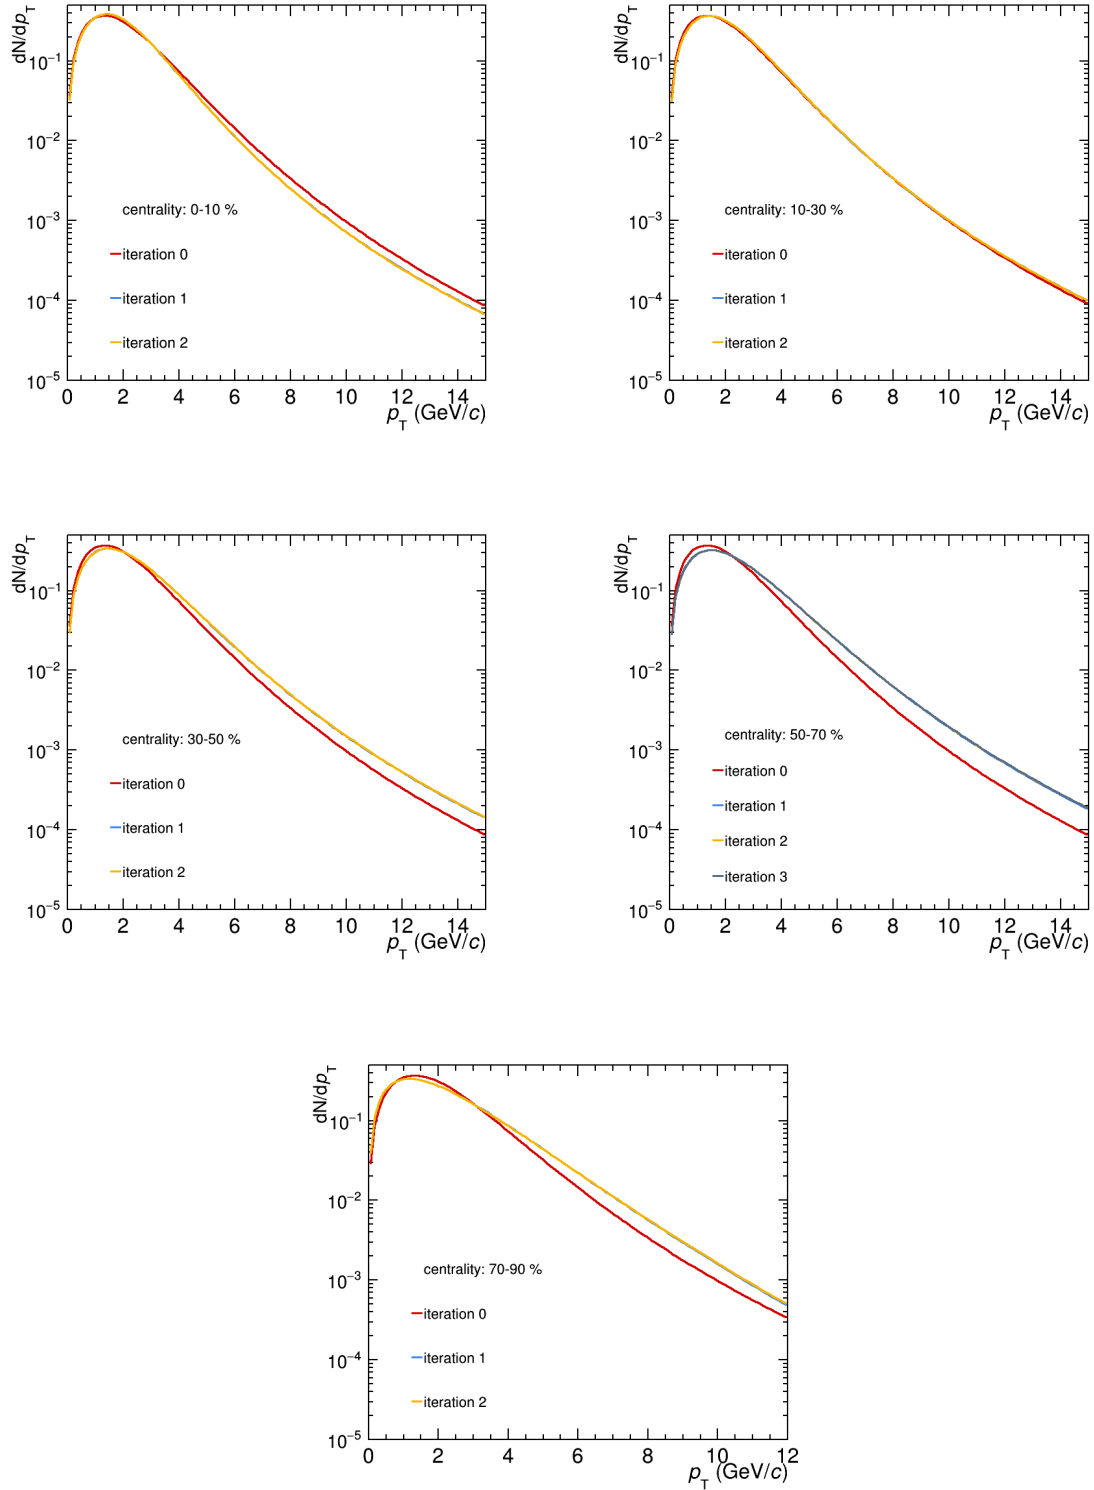 dN/dpT
10−1
10−2
10−3
10−4
10−5
centrality: 0-10 %
iteration 0
iteration 1
iteration 2
0 2 4 6 8 10 12 14
pT (GeV/c)
dN/dpT
10−1
10−2
10−3
10−4
10−5
centrality: 10-30 %
iteration 0
iteration 1
iteration 2
0 2 4 6 8 10 12 14
pT (GeV/c)
dN/dpT
10−1
10−2
10−3
10−4
10−5
centrality: 30-50 %
iteration 0
iteration 1
iteration 2
0 2 4 6 8 10 12 14
pT (GeV/c)
dN/dpT
10−1
10−2
10−3
10−4
10−5
centrality: 50-70 %
iteration 0
iteration 1
iteration 2
iteration 3
0 2 4 6 8 10 12 14
pT (GeV/c)
dN/dpT
10−1
10−2
10−3
10−4
10−5
centrality: 70-90 %
iteration 0
iteration 1
iteration 2
0 2 4 6 8 10 12
pT (GeV/c)